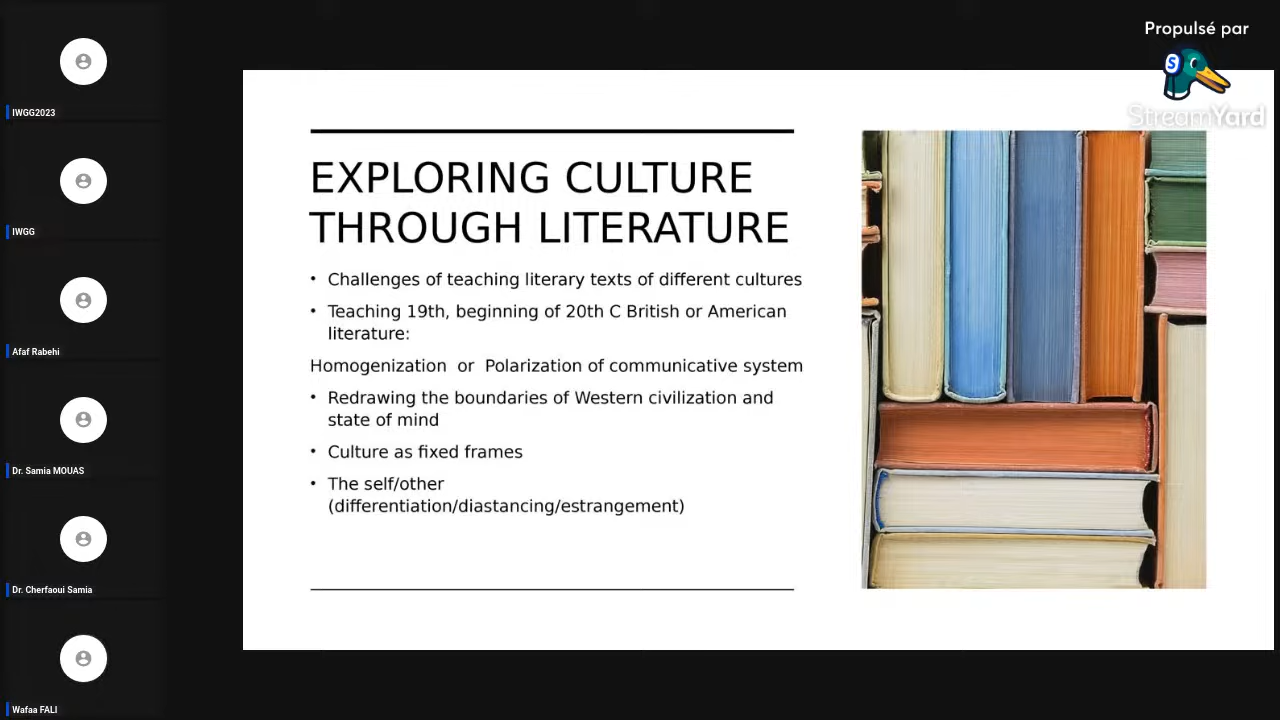 Propulsé par
S
StreamYard
IWGG2023
IWGG
Afaf Rabehi
Dr. Samia MOUAS
Dr. Cherfaoui Samia
Wafaa FALI
EXPLORING CULTURE
THROUGH LITERATURE
• Challenges of teaching literary texts of different cultures
• Teaching 19th, beginning of 20th C British or American
literature:
Homogenization or Polarization of communicative system
• Redrawing the boundaries of Western civilization and
state of mind
• Culture as fixed frames
• The self/other
(differentiation/diastancing/estrangement)